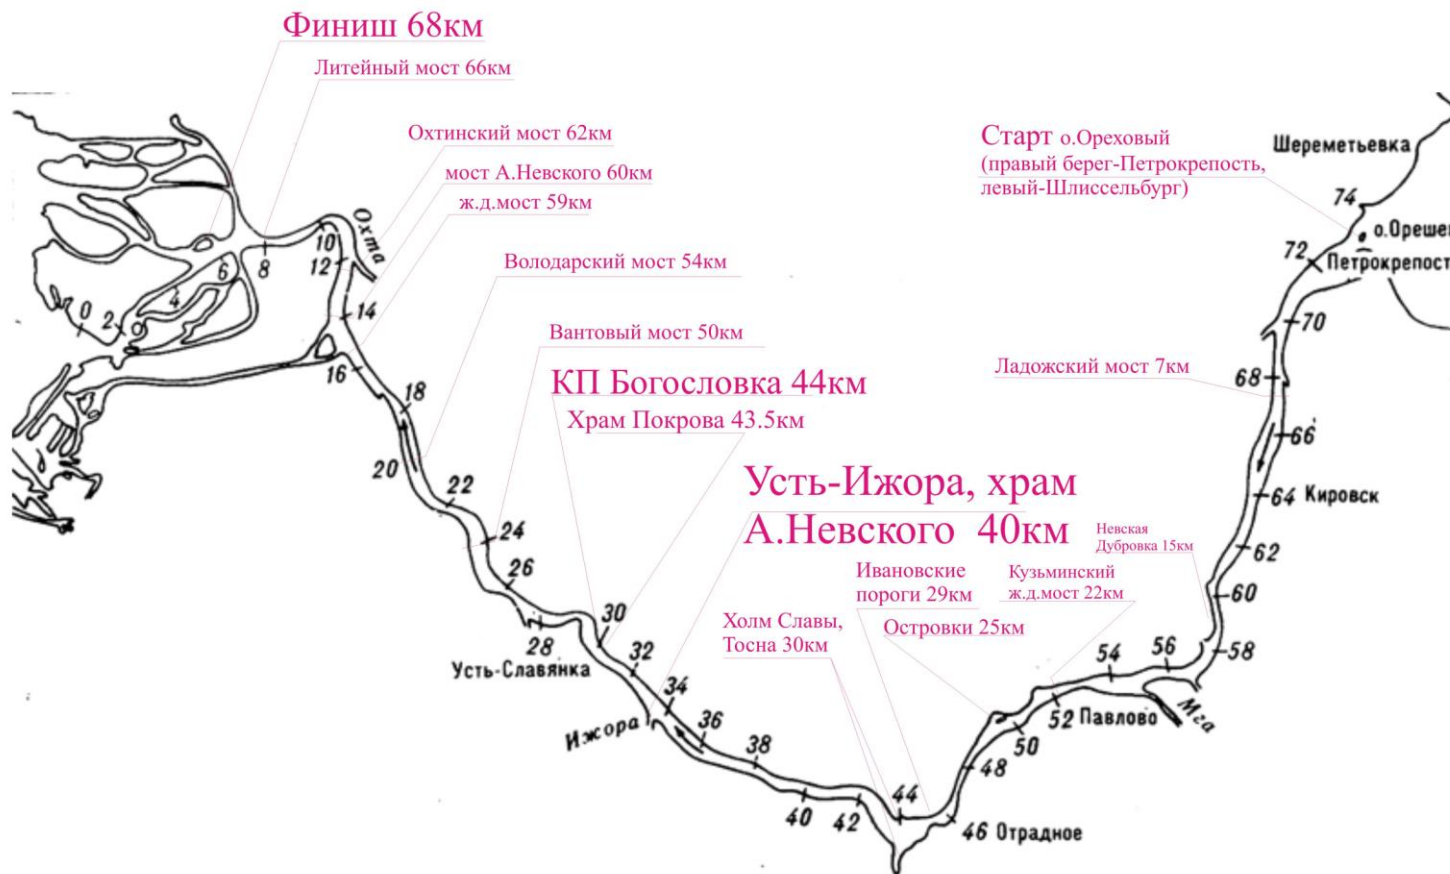 Финиш 68км
Литейный мост 66км
Охтинский мост 62км
мост А.Невского 60км
ж.д.мост 59км
Володарский мост 54км
Вантовый мост 50км
КП Богословка 44км
Храм Покрова 43.5км
Усть-Ижора, храм
А.Невского 40км
Холм Славы,
Тосна 30км
Ивановские
пороги 29км
Островки 25км
Кузьминский
ж.д.мост 22км
Невская
Дубровка 15км
Ладожский мост 7км
Старт о.Ореховый
(правый берег-Петрокрепость,
левый-Шлиссельбург)
Шереметьевка
74
о.Орешек
72
Петрокрепост
70
68
66
64 Кировск
62
60
58
56
54
Мга
52 Павлово
50
48
46 Отрадное
44
42
40
38
36
34
Ижора
32
30
28
Усть-Славянка
26
24
22
20
18
16
14
12
10
Охта
8
6
4
2
0